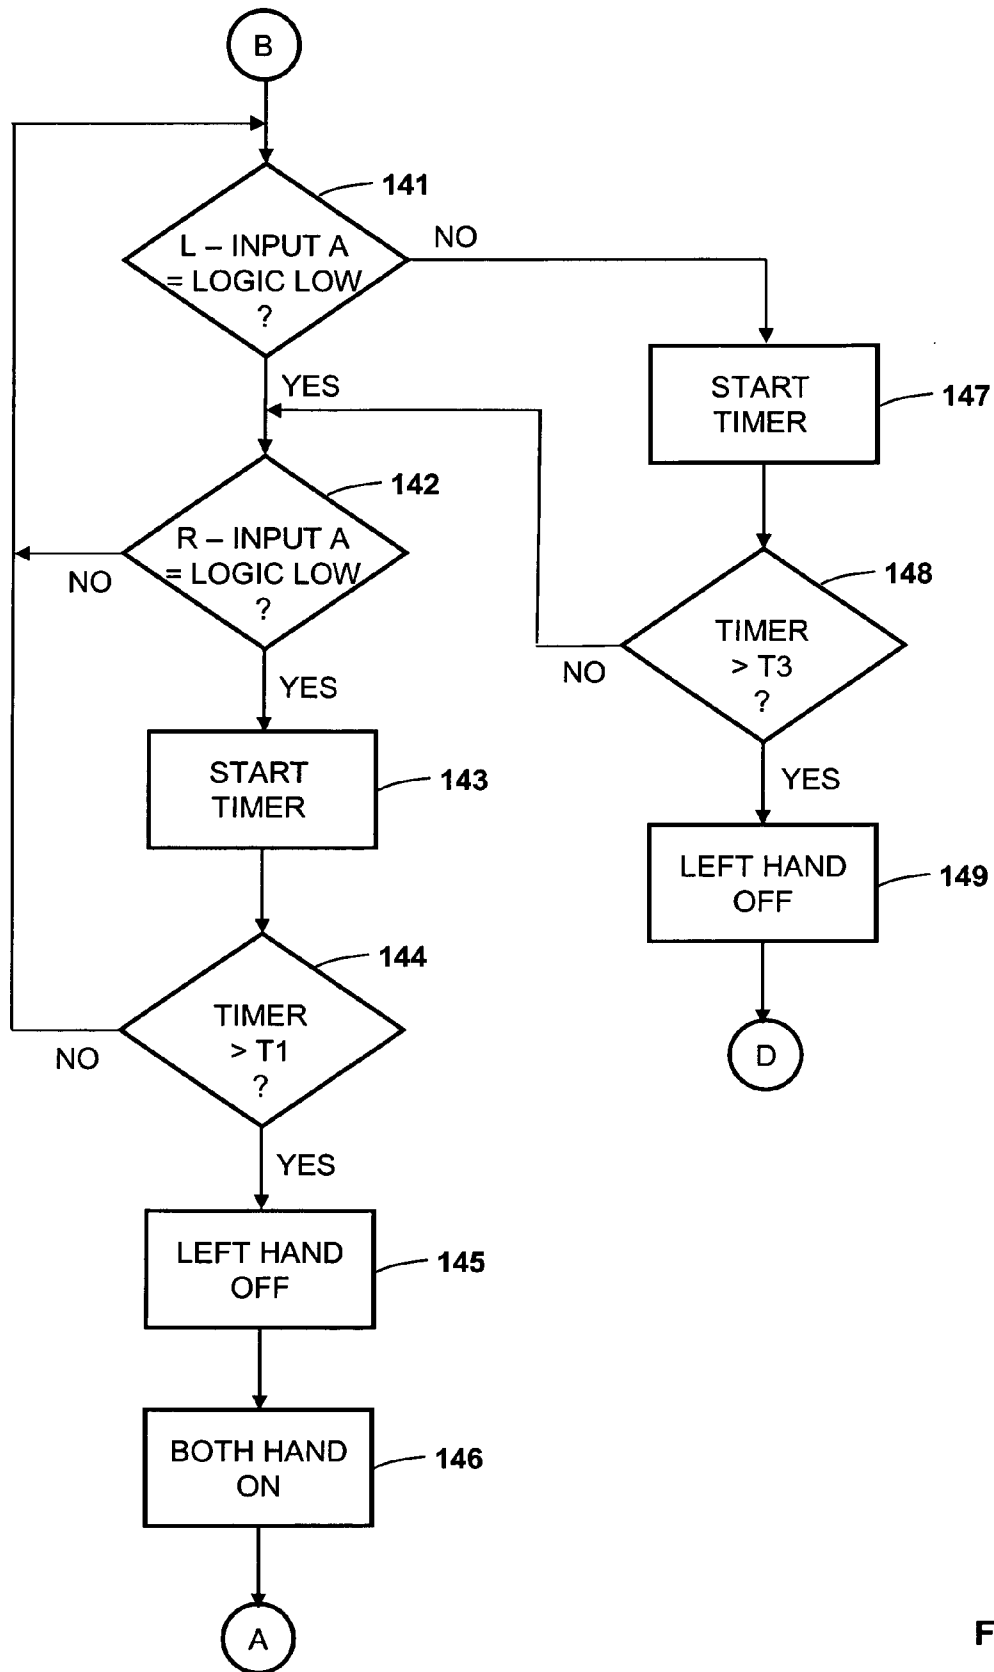 B
141
L – INPUT A
= LOGIC LOW
?
NO
YES
START
TIMER
147
142
R – INPUT A
= LOGIC LOW
?
NO
YES
148
TIMER
> T3
?
NO
YES
START
TIMER
143
LEFT HAND
OFF
149
144
TIMER
> T1
?
NO
YES
D
LEFT HAND
OFF
145
BOTH HAND
ON
146
A
F